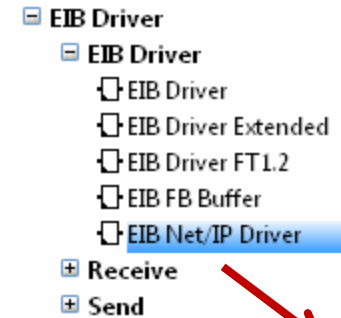 EIB Driver
EIB Driver
EIB Driver
EIB Driver Extended
EIB Driver FT1.2
EIB FB Buffer
EIB Net/IP Driver
Receive
Send